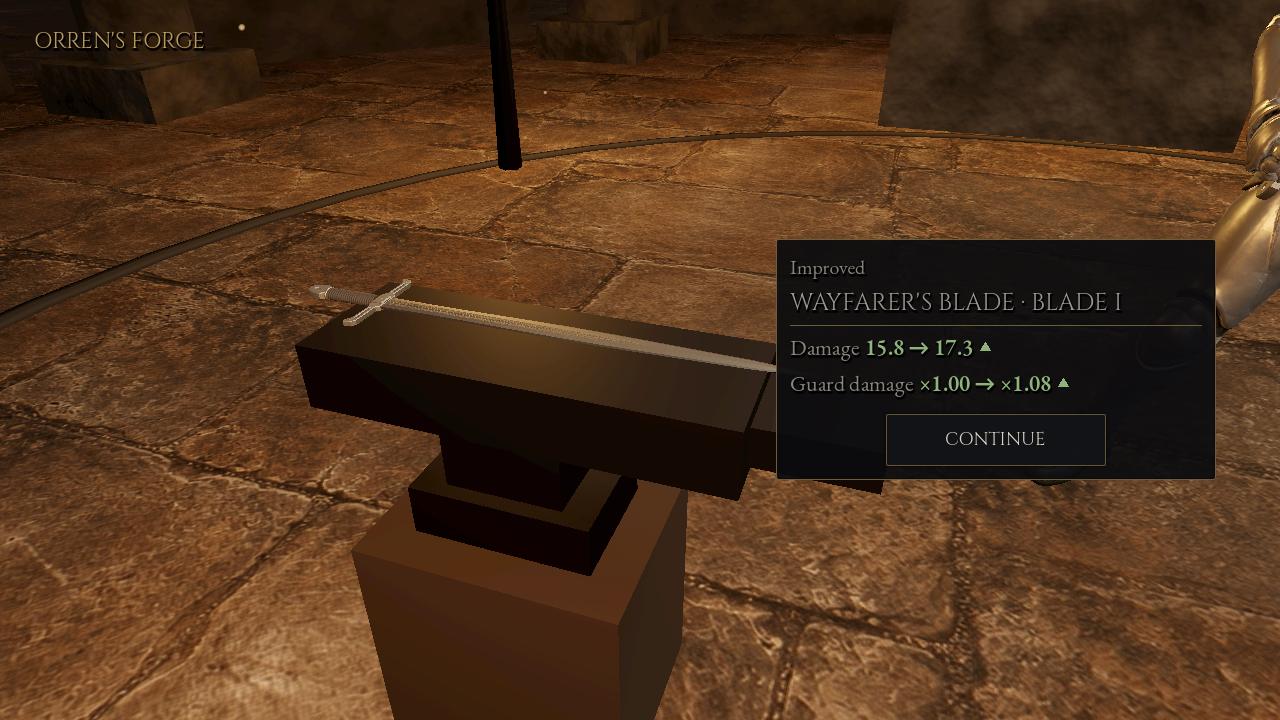 ORREN'S FORGE
Improved
WAYFARER'S BLADE · BLADE I
Damage 15.8 → 17.3 ▲
Guard damage ×1.00 → ×1.08 ▲
CONTINUE